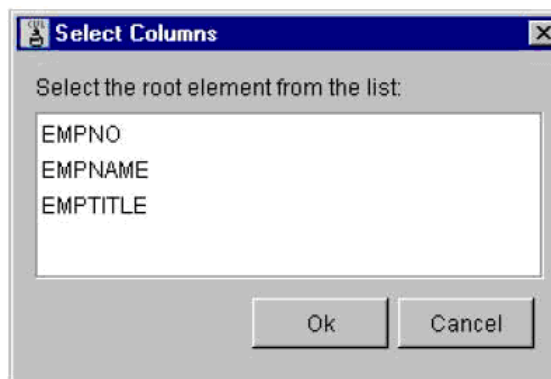 Select Columns
Select the root element from the list:
EMPNO
EMPNAME
EMPTITLE
Ok
Cancel